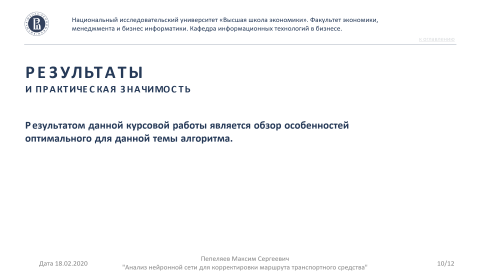 Национальный исследовательский университет «Высшая школа экономики». Факультет экономики,
менеджмента и бизнес информатики. Кафедра информационных технологий в бизнесе.
РЕЗУЛЬТАТЫ
И ПРАКТИЧЕСКАЯ ЗНАЧИМОСТЬ
Результатом данной курсовой работы является обзор особенностей
оптимального для данной темы алгоритма.
Дата 18.02.2020
Пепеляев Максим Сергеевич
"Анализ нейронной сети для корректировки маршрута транспортного средства"
10/12